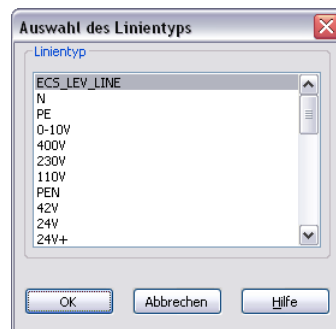 Auswahl des Linientyps
Linientyp
ECS_LEV_LINE
N
PE
0-10V
400V
230V
110V
PEN
42V
24V
24V+
OK
Abbrechen
Hilfe